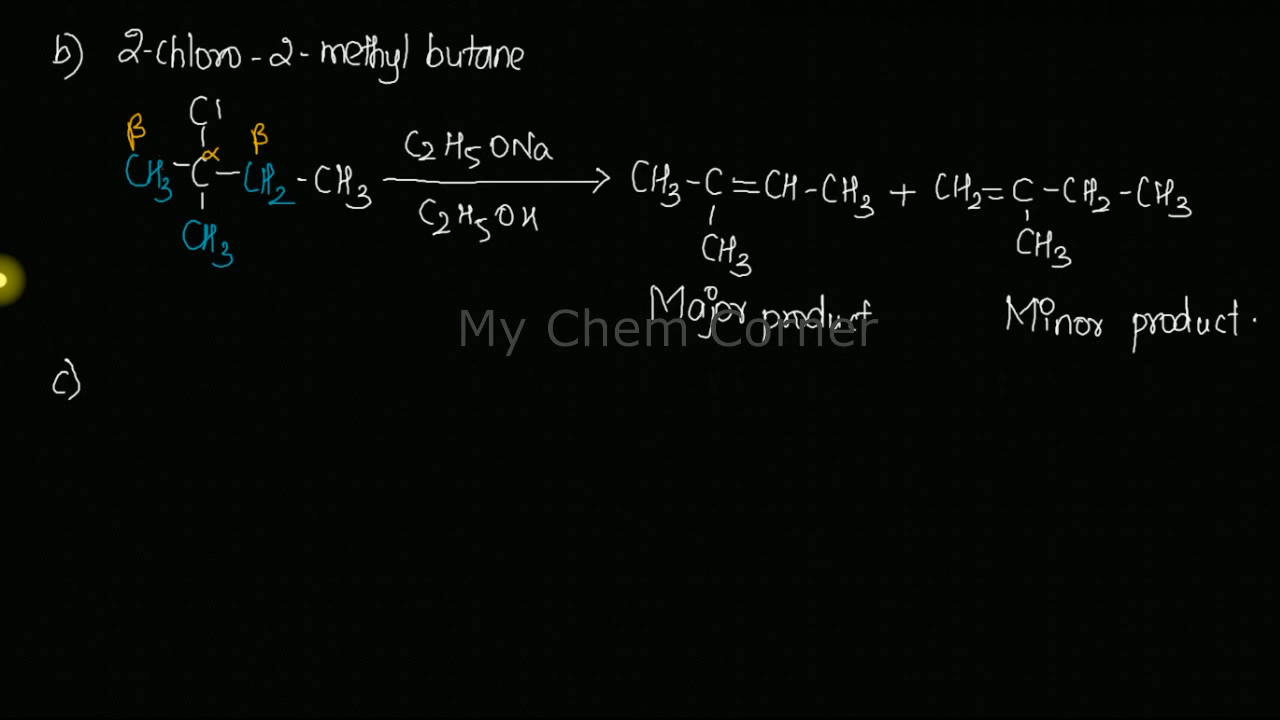 b) 2-chloro-2-methyl butane
Cl
β α β
CH3-C-CH2-CH3 C2H5ONa CH3-C=CH-CH3 + CH2=C-CH2-CH3
C2H5OH
CH3 CH3 CH3
Major product Minor product.
My Chem Corner
c)